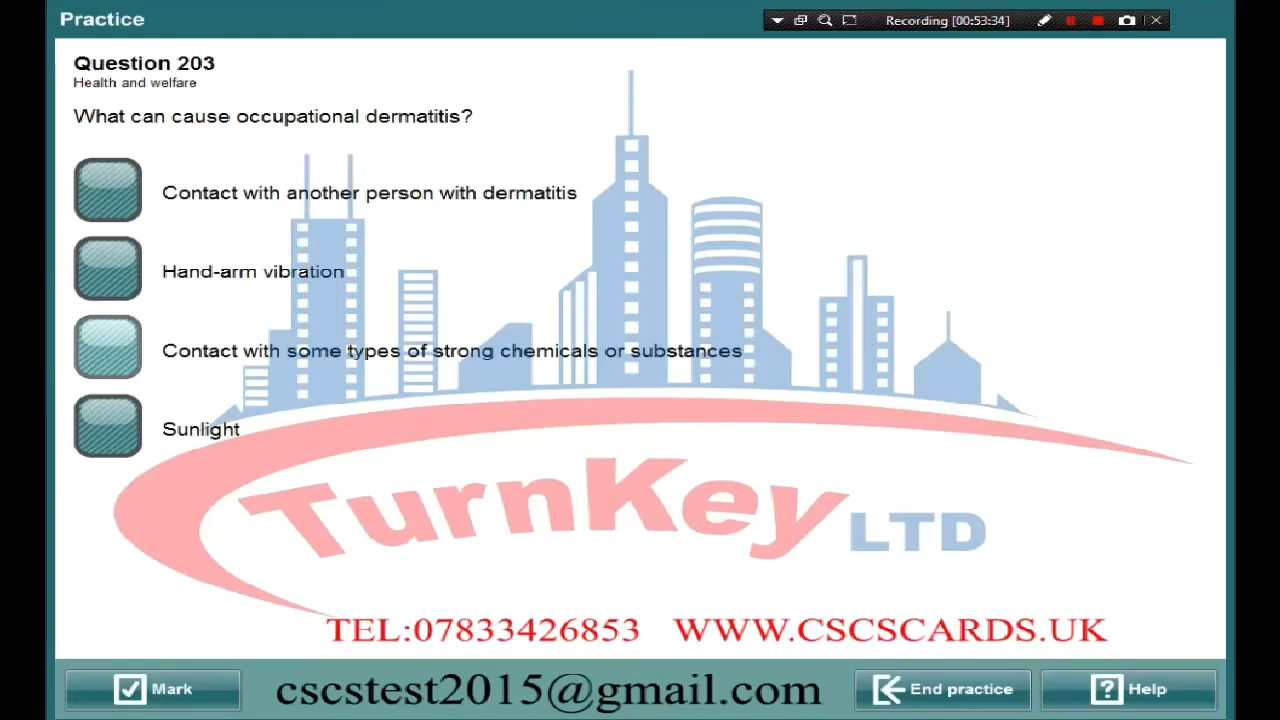 Practice
Recording [00:53:34]
Question 203
Health and welfare
What can cause occupational dermatitis?
Contact with another person with dermatitis
Hand-arm vibration
Contact with some types of strong chemicals or substances
Sunlight
TurnKey LTD
TEL:07833426853 WWW.CSCSCARDS.UK
Mark
cscstest2015@gmail.com
End practice
? Help